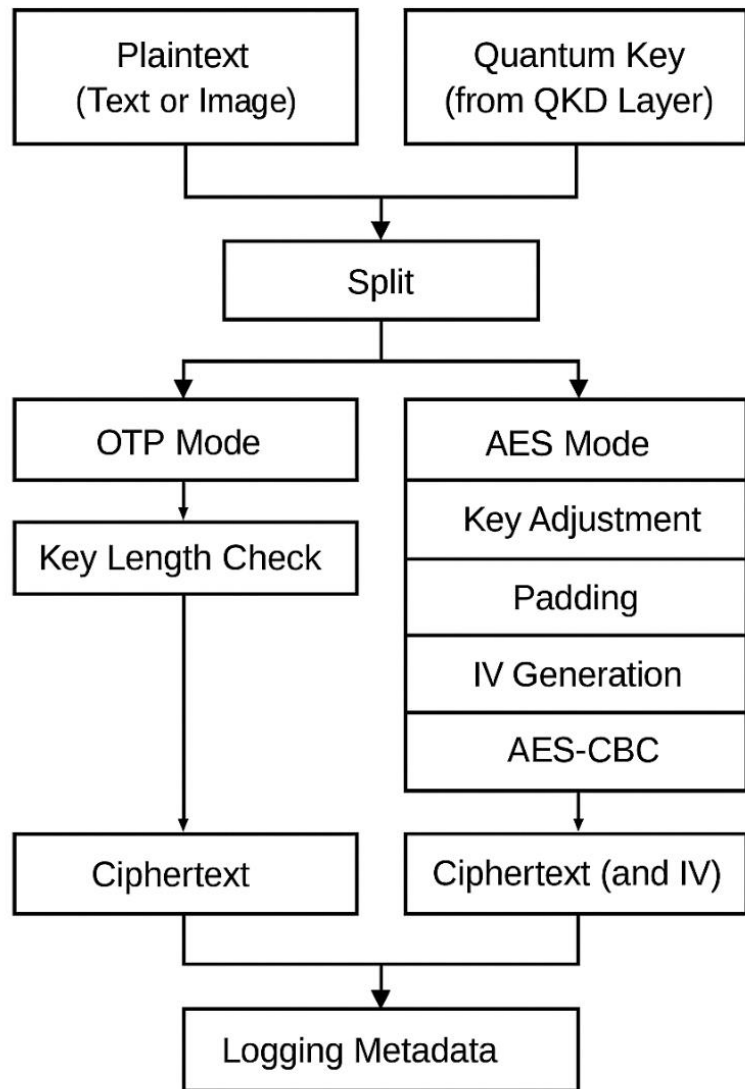 Plaintext
(Text or Image)
Quantum Key
(from QKD Layer)
Split
OTP Mode
Key Length Check
Ciphertext
AES Mode
Key Adjustment
Padding
IV Generation
AES-CBC
Ciphertext (and IV)
Logging Metadata